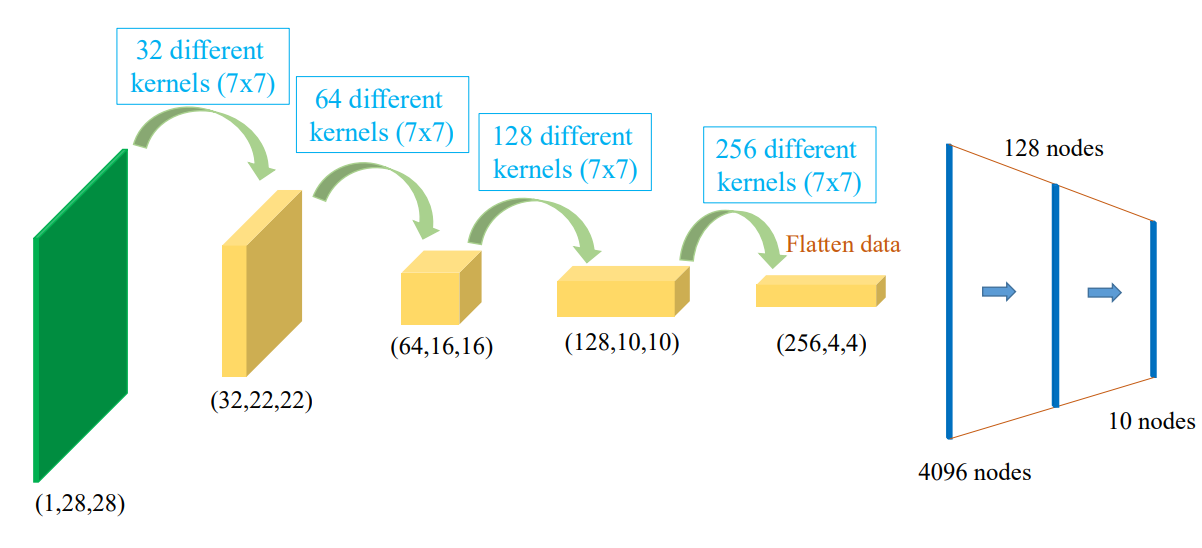 32 different
kernels (7x7)
64 different
kernels (7x7)
128 different
kernels (7x7)
256 different
kernels (7x7)
Flatten data
128 nodes
(1,28,28)
(32,22,22)
(64,16,16)
(128,10,10)
(256,4,4)
4096 nodes
10 nodes